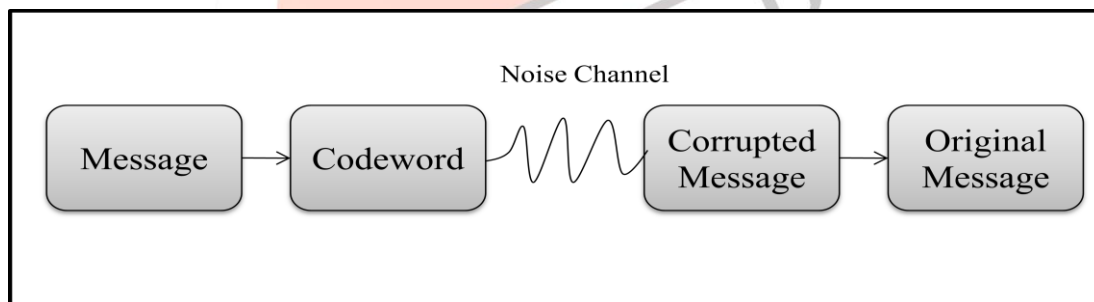 Noise Channel
Message
Codeword
Corrupted
Message
Original
Message